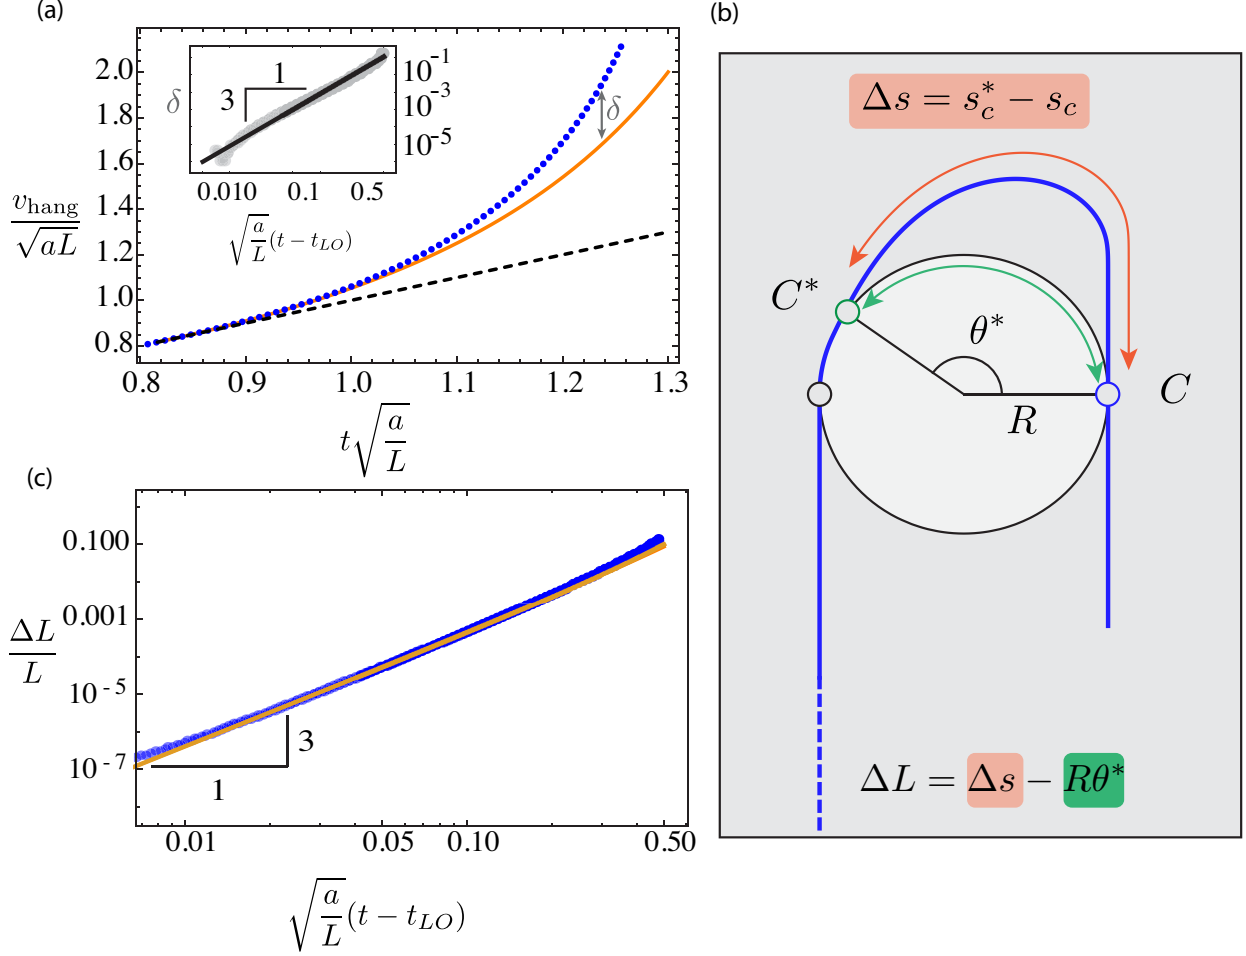 (a)
2.0
1.8
1.6
1.4
1.2
1.0
0.8
v_hang / √(aL)
0.8 0.9 1.0 1.1 1.2 1.3
t √(a/L)
δ
1
3
10^-1
10^-3
10^-5
0.010 0.1 0.5
√(a/L) (t − t_LO)
δ
(b)
Δs = s_c^* − s_c
C*
θ*
R
C
ΔL = Δs − Rθ*
(c)
0.100
0.001
10^-5
10^-7
ΔL / L
3
1
0.01 0.05 0.10 0.50
√(a/L) (t − t_LO)